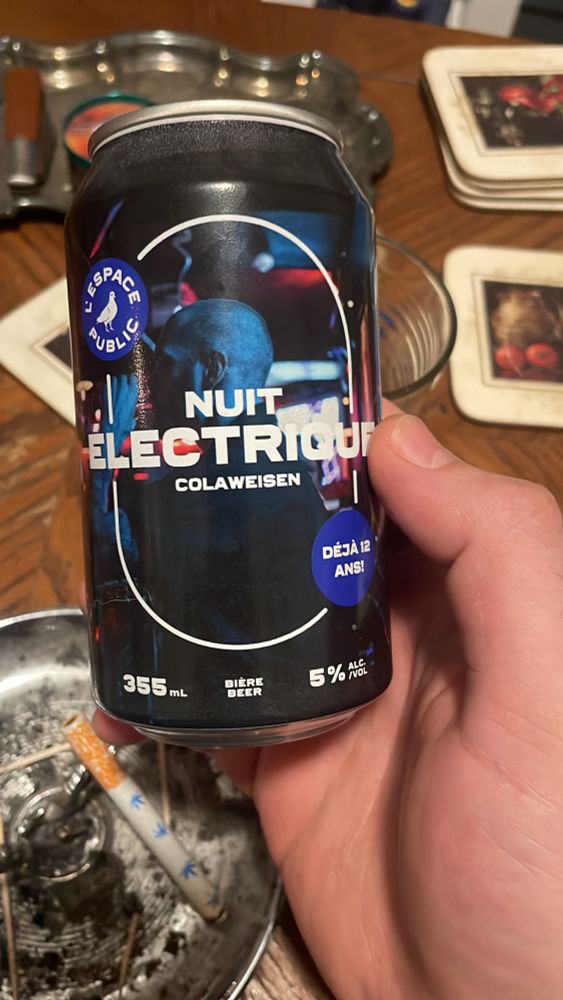 L'ESPACE
PUBLIC
NUIT
ÉLECTRIQUE
COLAWEISEN
DÉJÀ 12
ANS!
355 mL
BIÈRE
BEER
5% ALC.
/VOL